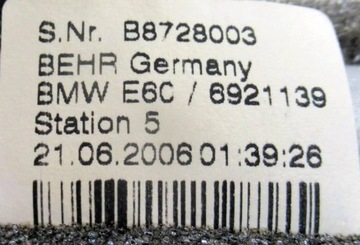 S.Nr. B8728003
BEHR Germany
BMW E60 / 6921139
Station 5
21.06.2006 01:39:26